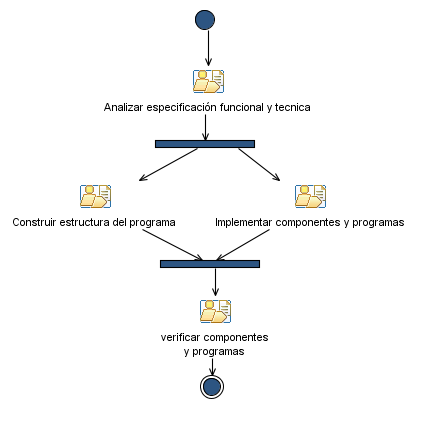 Analizar especificación funcional y tecnica
Construir estructura del programa
Implementar componentes y programas
verificar componentes
y programas